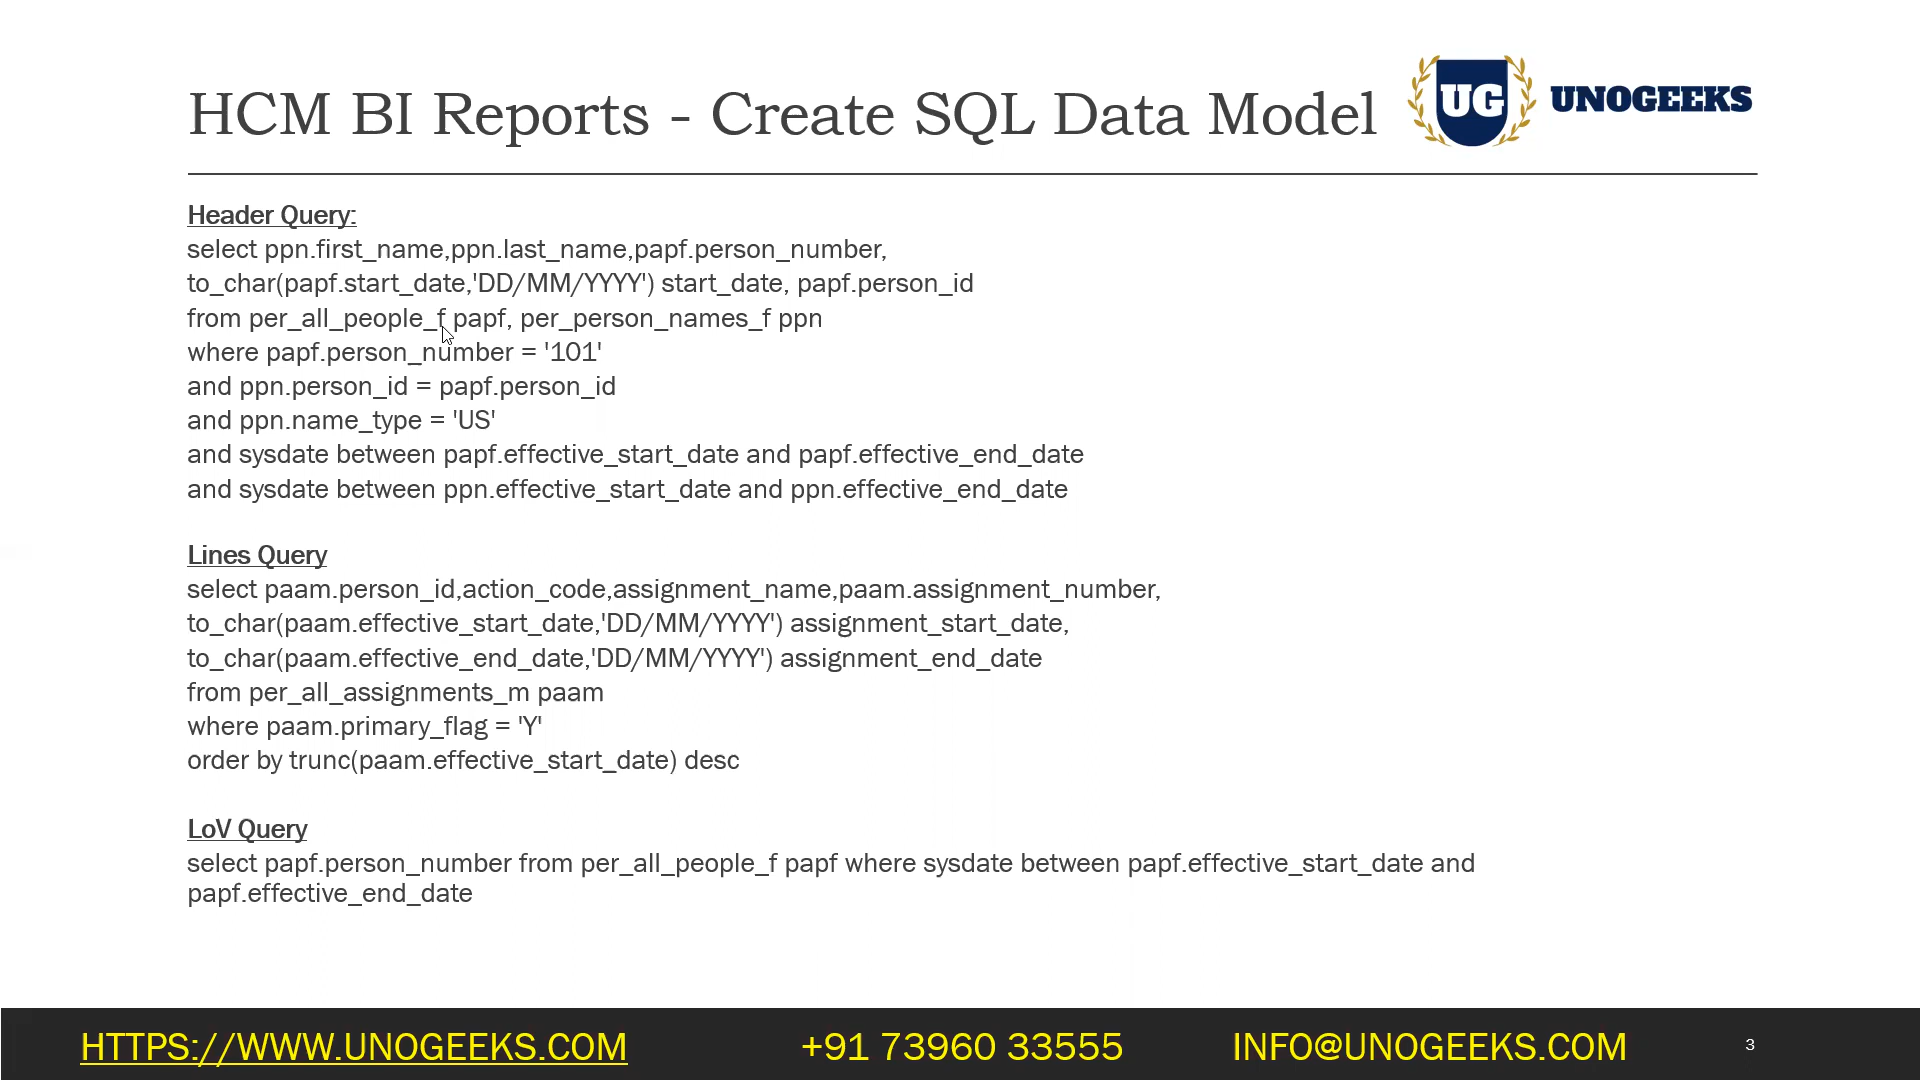 HCM BI Reports - Create SQL Data Model
UG UNOGEEKS
Header Query:
select ppn.first_name,ppn.last_name,papf.person_number,
to_char(papf.start_date,'DD/MM/YYYY') start_date, papf.person_id
from per_all_people_f papf, per_person_names_f ppn
where papf.person_number = '101'
and ppn.person_id = papf.person_id
and ppn.name_type = 'US'
and sysdate between papf.effective_start_date and papf.effective_end_date
and sysdate between ppn.effective_start_date and ppn.effective_end_date
Lines Query
select paam.person_id,action_code,assignment_name,paam.assignment_number,
to_char(paam.effective_start_date,'DD/MM/YYYY') assignment_start_date,
to_char(paam.effective_end_date,'DD/MM/YYYY') assignment_end_date
from per_all_assignments_m paam
where paam.primary_flag = 'Y'
order by trunc(paam.effective_start_date) desc
LoV Query
select papf.person_number from per_all_people_f papf where sysdate between papf.effective_start_date and
papf.effective_end_date
HTTPS://WWW.UNOGEEKS.COM +91 73960 33555 INFO@UNOGEEKS.COM 3